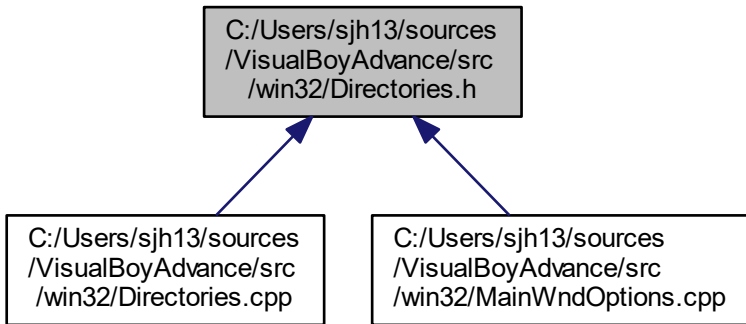 C:/Users/sjh13/sources
/VisualBoyAdvance/src
/win32/Directories.h
C:/Users/sjh13/sources
/VisualBoyAdvance/src
/win32/Directories.cpp
C:/Users/sjh13/sources
/VisualBoyAdvance/src
/win32/MainWndOptions.cpp